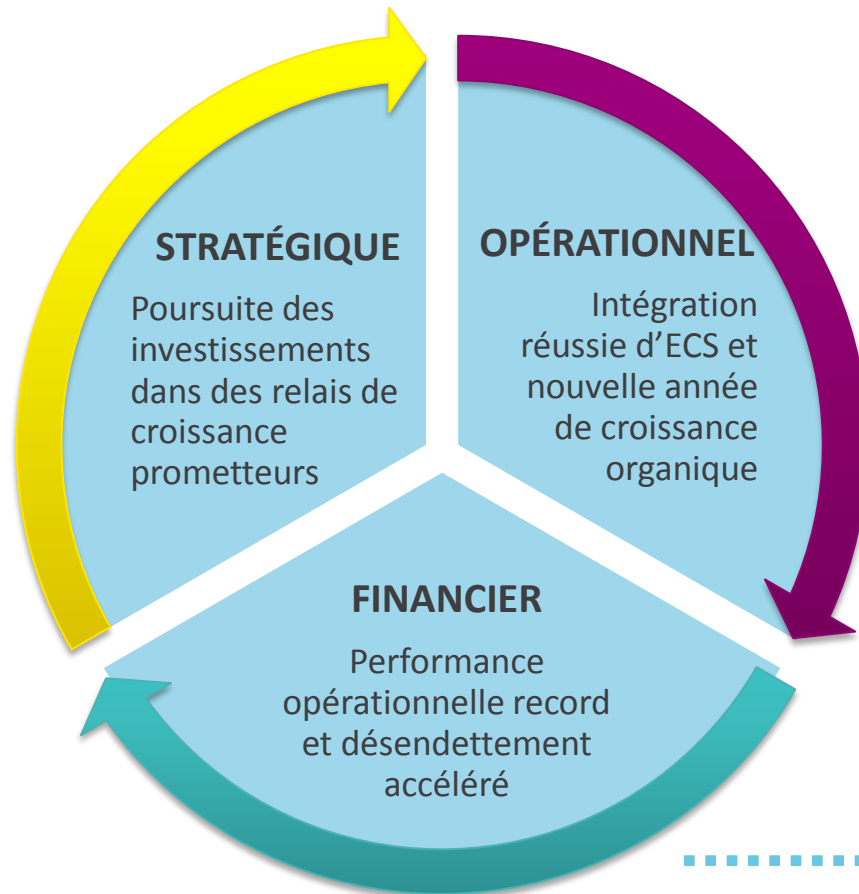 STRATÉGIQUE
Poursuite des
investissements
dans des relais de
croissance
prometteurs
OPÉRATIONNEL
Intégration
réussie d’ECS et
nouvelle année
de croissance
organique
FINANCIER
Performance
opérationnelle record
et désendettement
accéléré